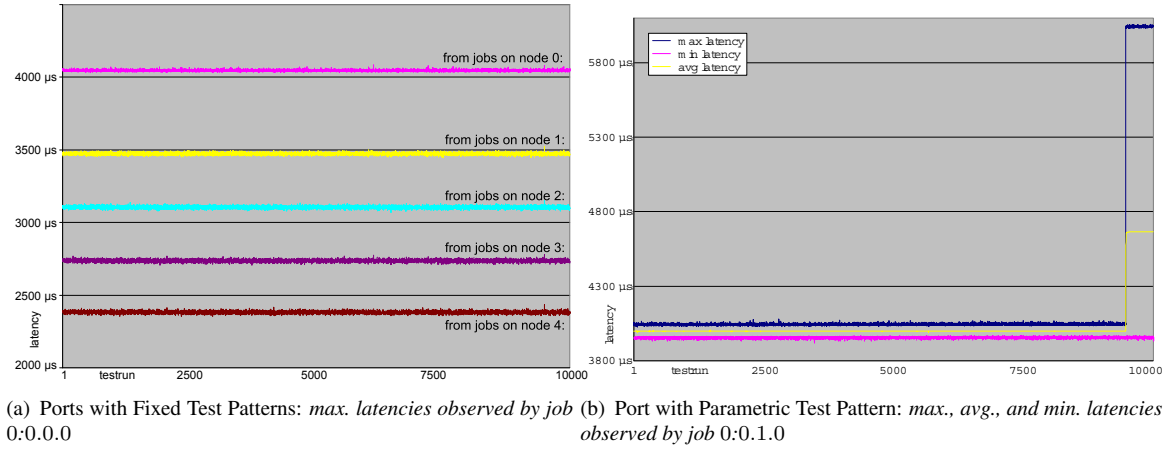 4000 μs
3500 μs
3000 μs
2500 μs
2000 μs
latency
from jobs on node 0:
from jobs on node 1:
from jobs on node 2:
from jobs on node 3:
from jobs on node 4:
1 testrun 2500 5000 7500 10000
max latency
min latency
avg latency
5800 μs
5300 μs
4800 μs
4300 μs
3800 μs
latency
1 testrun 2500 5000 7500 10000
(a) Ports with Fixed Test Patterns: max. latencies observed by job
0:0.0.0
(b) Port with Parametric Test Pattern: max., avg., and min. latencies
observed by job 0:0.1.0